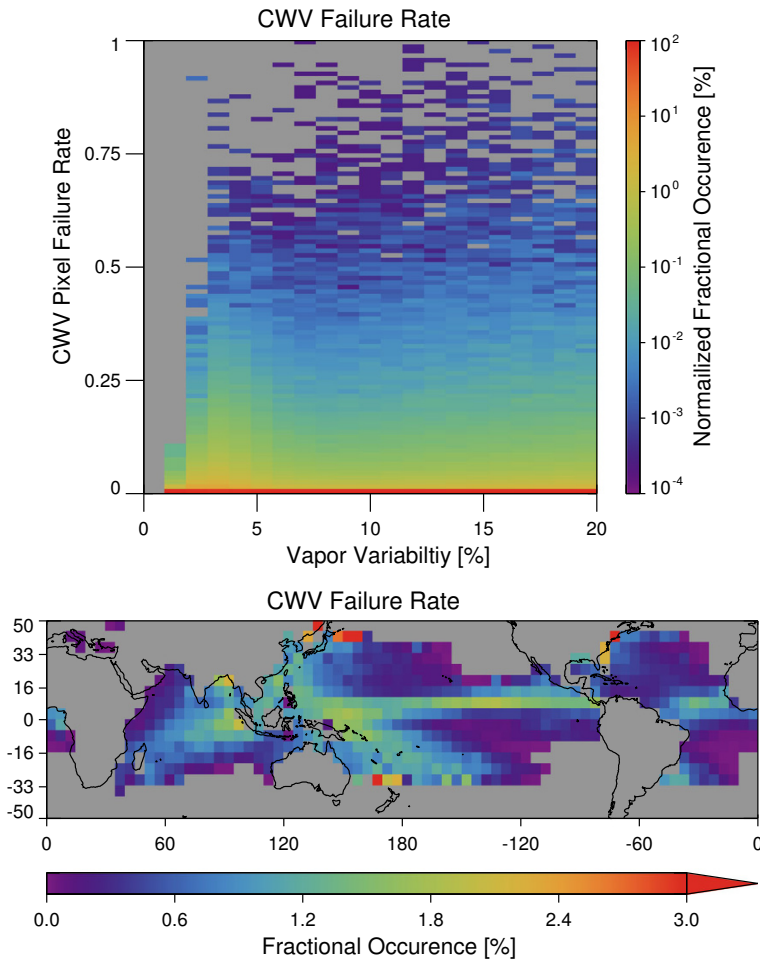 CWV Failure Rate
1
0.75
0.5
0.25
0
CWV Pixel Failure Rate
0 5 10 15 20
Vapor Variabiltiy [%]
10^2
10^1
10^0
10^-1
10^-2
10^-3
10^-4
Normailized Fractional Occurence [%]
CWV Failure Rate
50
33
16
0
-16
-33
-50
0 60 120 180 -120 -60 0
0.0 0.6 1.2 1.8 2.4 3.0
Fractional Occurence [%]